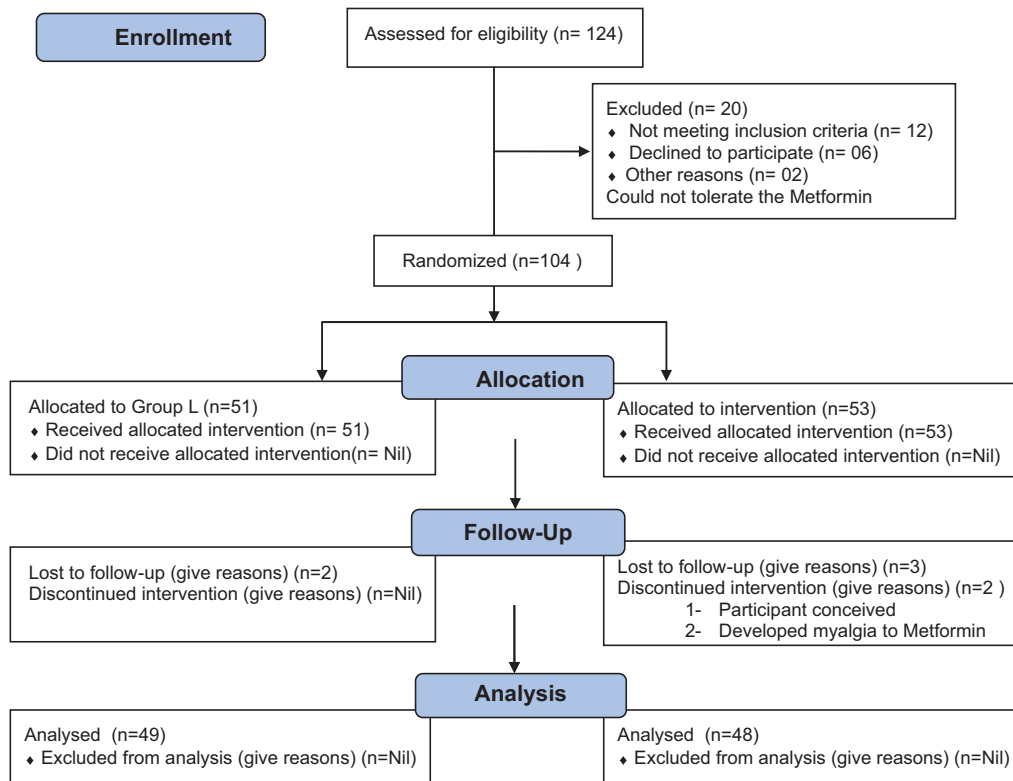 Enrollment
Assessed for eligibility (n= 124)
Excluded (n= 20)
♦ Not meeting inclusion criteria (n= 12)
♦ Declined to participate (n= 06)
♦ Other reasons (n= 02)
Could not tolerate the Metformin
Randomized (n=104 )
Allocation
Allocated to Group L (n=51)
♦ Received allocated intervention (n= 51)
♦ Did not receive allocated intervention(n= Nil)
Allocated to intervention (n=53)
♦ Received allocated intervention (n=53)
♦ Did not receive allocated intervention (n=Nil)
Follow-Up
Lost to follow-up (give reasons) (n=2)
Discontinued intervention (give reasons) (n=Nil)
Lost to follow-up (give reasons) (n=3)
Discontinued intervention (give reasons) (n=2 )
1- Participant conceived
2- Developed myalgia to Metformin
Analysis
Analysed (n=49)
♦ Excluded from analysis (give reasons) (n=Nil)
Analysed (n=48)
♦ Excluded from analysis (give reasons) (n=Nil)